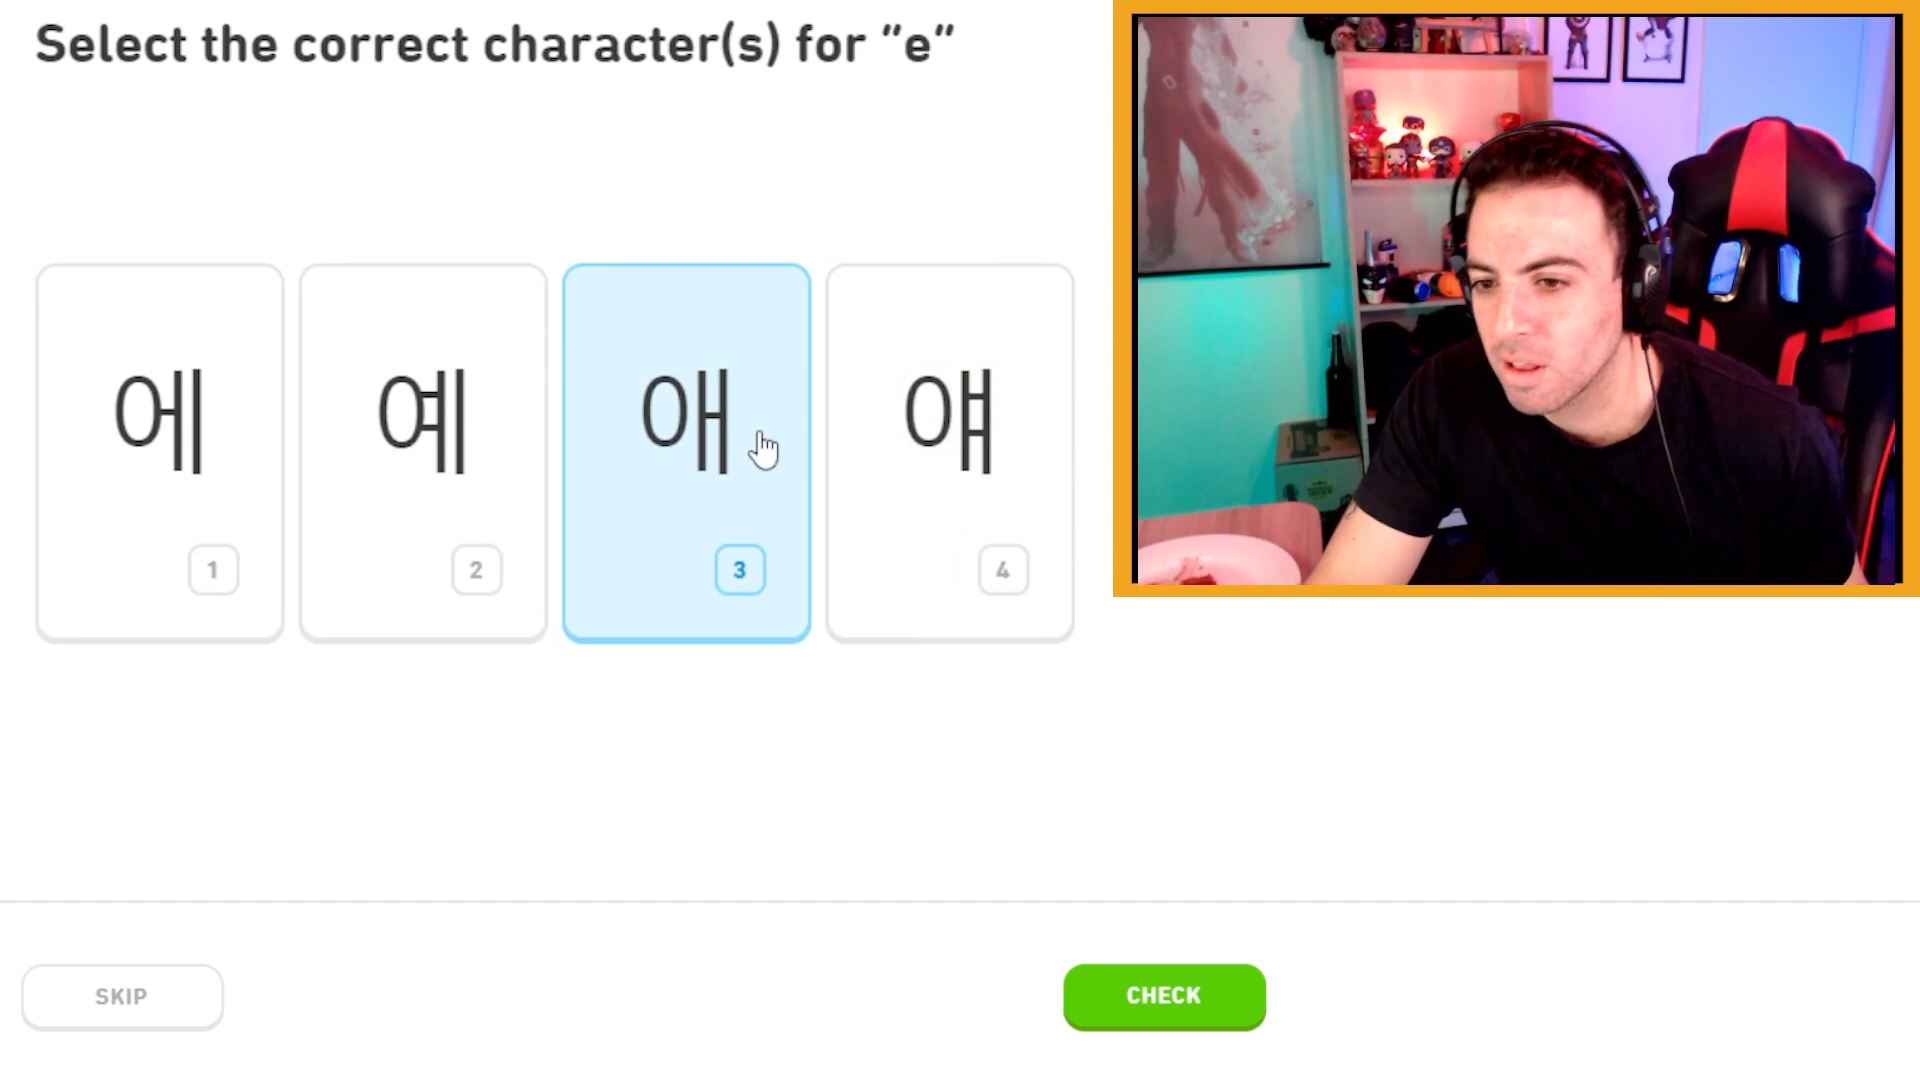 Select the correct character(s) for "e"
에 예 애 얘
1 2 3 4
SKIP CHECK